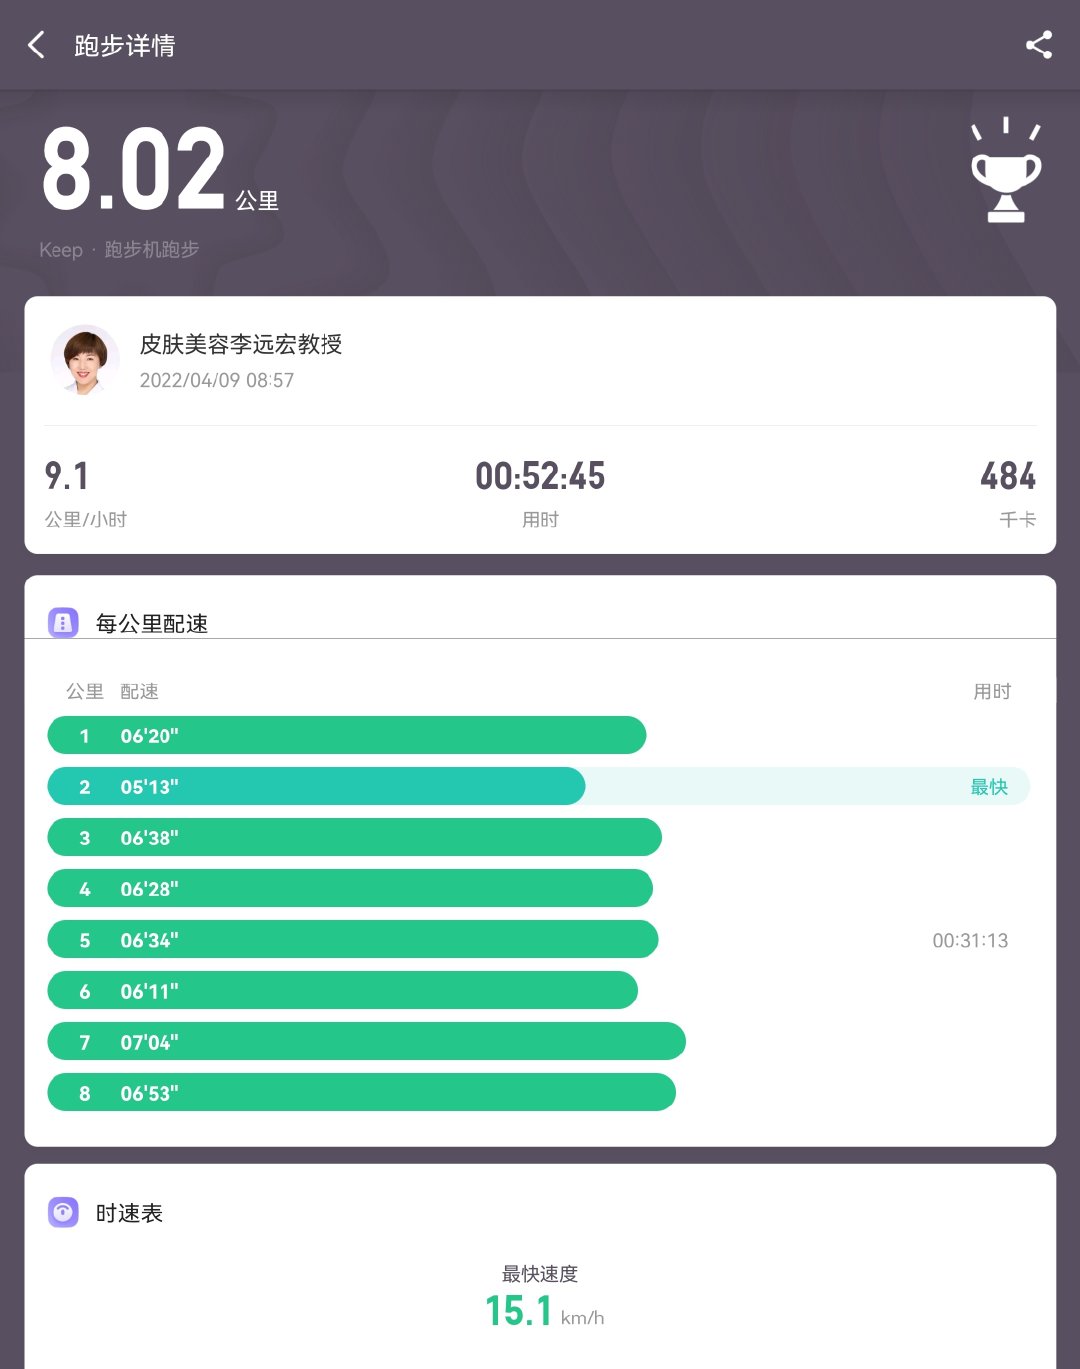 跑步详情
8.02 公里
Keep · 跑步机跑步
皮肤美容李远宏教授
2022/04/09 08:57
9.1 00:52:45 484
公里/小时 用时 千卡
每公里配速
公里 配速 用时
1 06'20"
2 05'13" 最快
3 06'38"
4 06'28"
5 06'34" 00:31:13
6 06'11"
7 07'04"
8 06'53"
时速表
最快速度
15.1 km/h